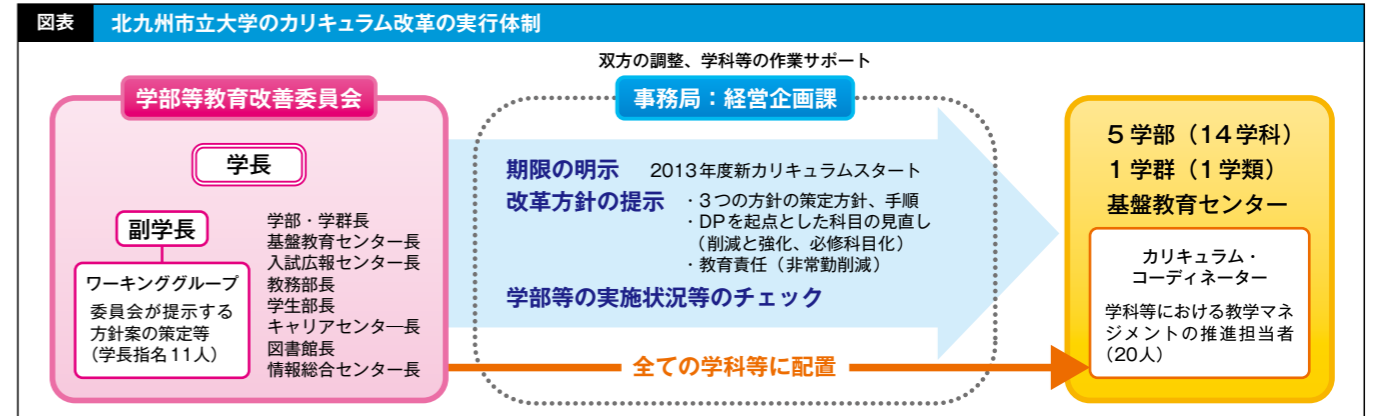 図表
北九州市立大学のカリキュラム改革の実行体制
双方の調整、学科等の作業サポート
学部等教育改善委員会
学長
副学長
ワーキンググループ
委員会が提示する
方針案の策定等
（学長指名11人）
学部・学群長
基盤教育センター長
入試広報センター長
教務部長
学生部長
キャリアセンター長
図書館長
情報総合センター長
事務局：経営企画課
期限の明示　2013年度新カリキュラムスタート
改革方針の提示　・3つの方針の策定方針、手順
・DPを起点とした科目の見直し
（削減と強化、必修科目化）
・教育責任（非常勤削減）
学部等の実施状況等のチェック
全ての学科等に配置
5学部（14学科）
1学群（1学類）
基盤教育センター
カリキュラム・
コーディネーター
学科等における教学マネ
ジメントの推進担当者
（20人）